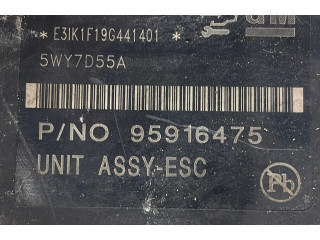 *E3IK1F19G441401*
5WY7D55A
P/NO 95916475
UNIT ASSY-ESC
Pb